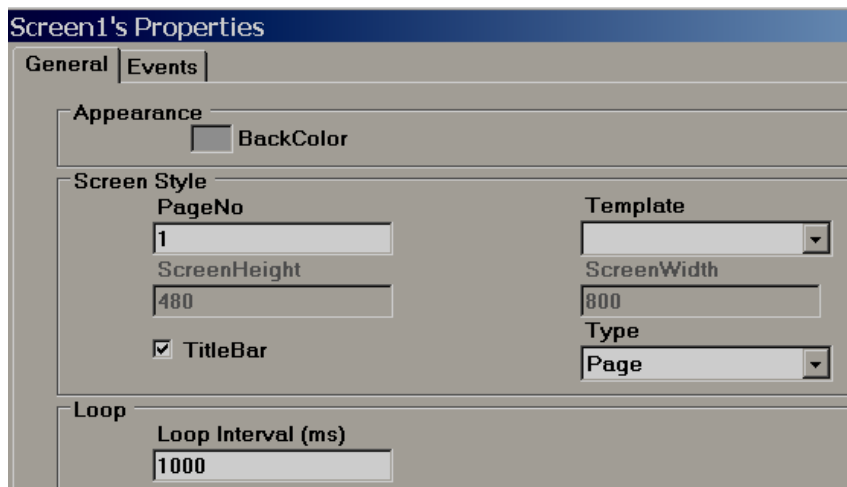 Screen1's Properties
General Events
Appearance
BackColor
Screen Style
PageNo Template
1
ScreenHeight ScreenWidth
480 800
TitleBar Type
Page
Loop
Loop Interval (ms)
1000